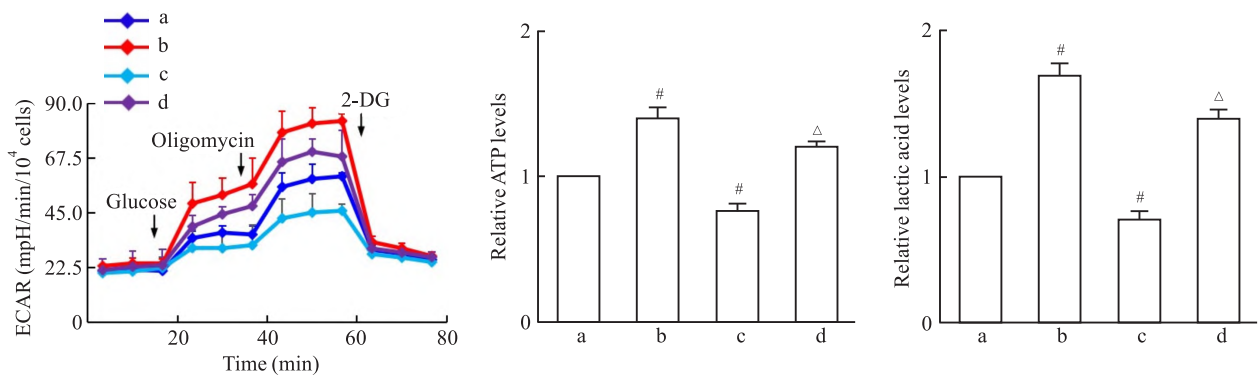 a
b
c
d
ECAR (mpH/min/10⁴ cells)
90.0
67.5
45.0
22.5
0
Glucose
Oligomycin
2-DG
20
40
60
80
Time (min)
Relative ATP levels
2
1
0
#
#
△
a
b
c
d
Relative lactic acid levels
2
1
0
#
#
△
a
b
c
d